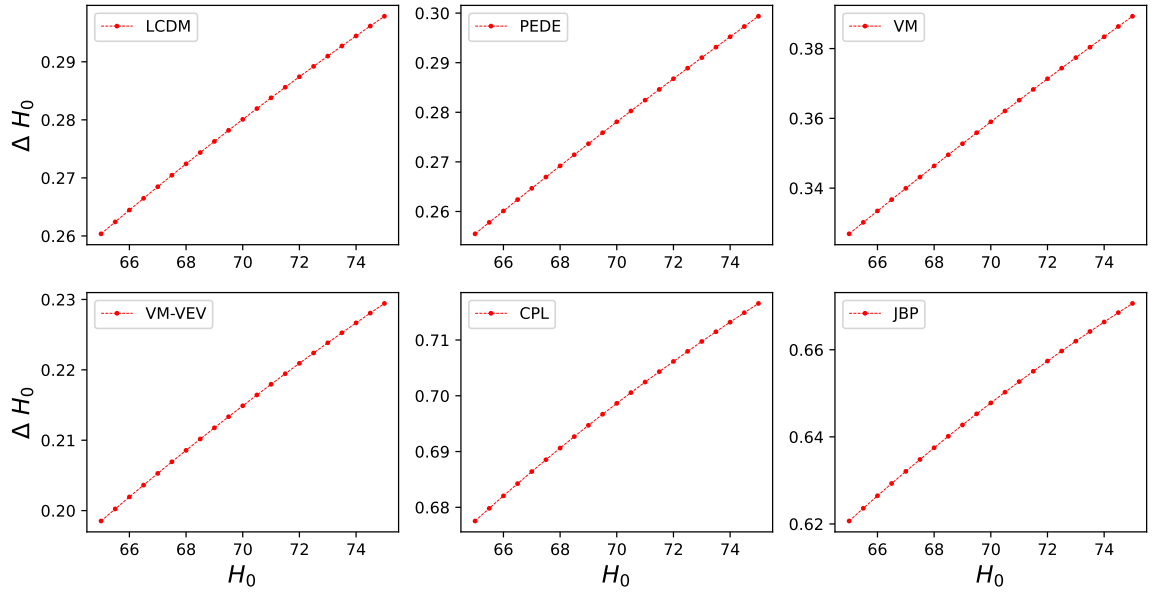 LCDM
0.29
0.28
0.27
0.26
Δ H₀
66 68 70 72 74
PEDE
0.30
0.29
0.28
0.27
0.26
66 68 70 72 74
VM
0.38
0.36
0.34
66 68 70 72 74
VM-VEV
0.23
0.22
0.21
0.20
Δ H₀
66 68 70 72 74
H₀
CPL
0.71
0.70
0.69
0.68
66 68 70 72 74
H₀
JBP
0.66
0.64
0.62
66 68 70 72 74
H₀